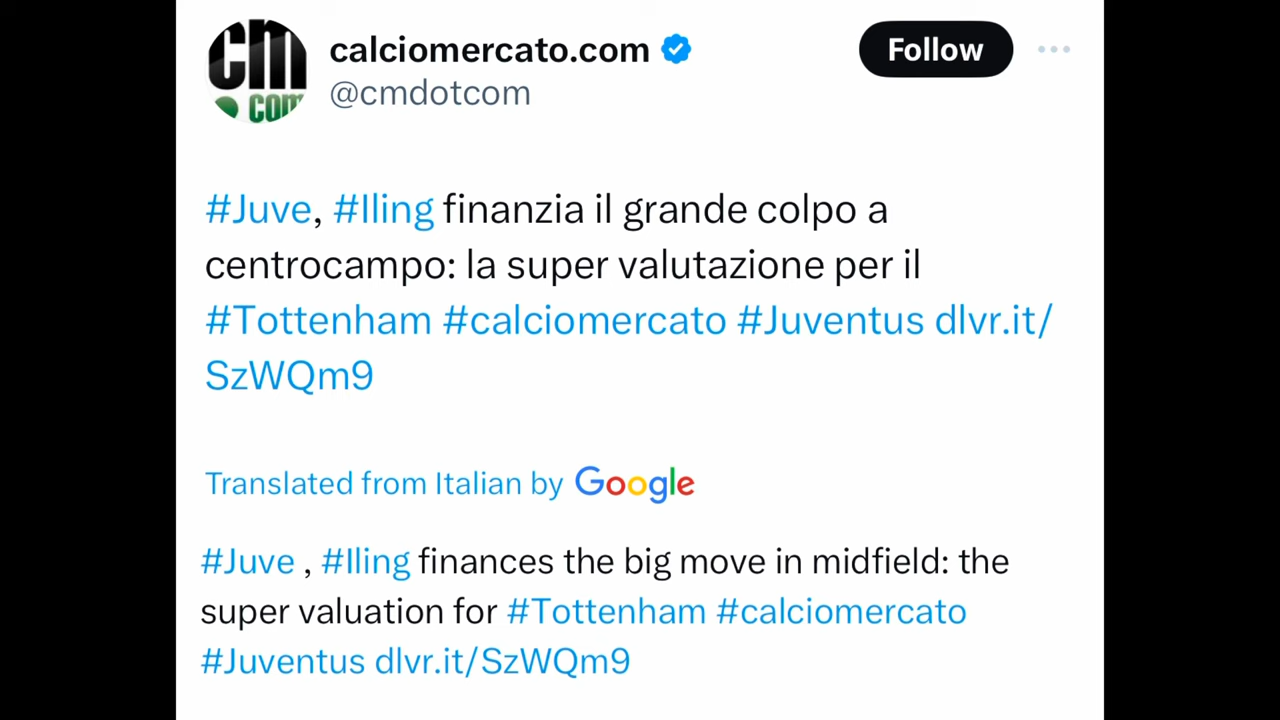 cm
com
calciomercato.com
Follow
@cmdotcom
#Juve, #Iling finanzia il grande colpo a
centrocampo: la super valutazione per il
#Tottenham #calciomercato #Juventus dlvr.it/
SzWQm9
Translated from Italian by Google
#Juve , #Iling finances the big move in midfield: the
super valuation for #Tottenham #calciomercato
#Juventus dlvr.it/SzWQm9